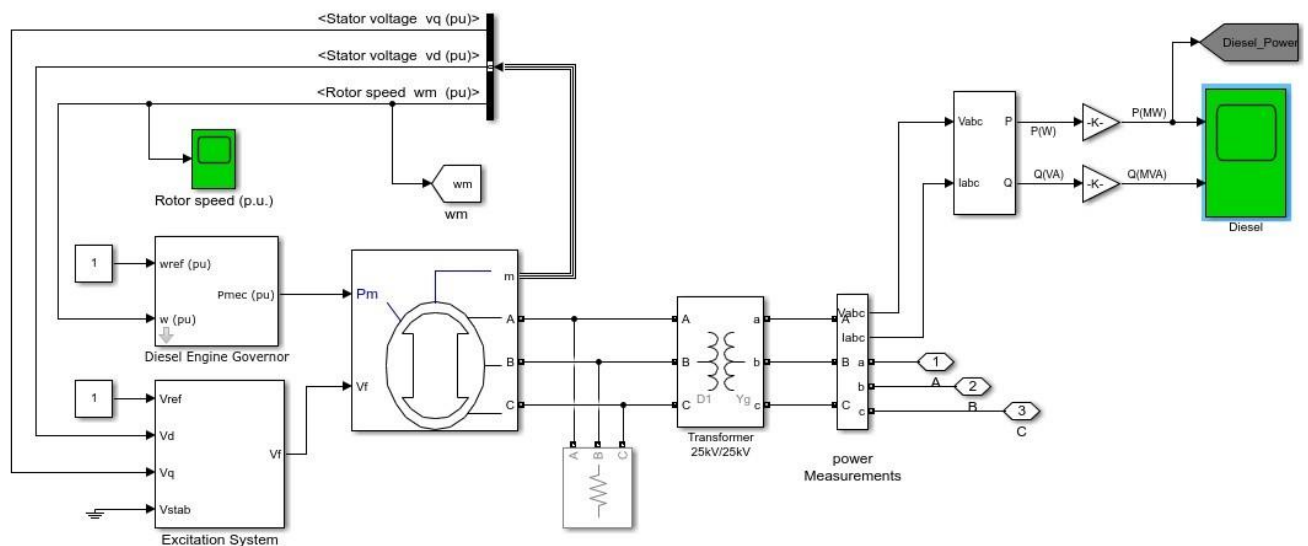 <Stator voltage vq (pu)>
<Stator voltage vd (pu)>
<Rotor speed wm (pu)>
Rotor speed (p.u.)
wm
wm
Diesel_Power
Vabc
Iabc
P
Q
P(W)
Q(VA)
-K-
-K-
P(MW)
Q(MVA)
Diesel
1
wref (pu)
w (pu)
Pmec (pu)
Diesel Engine Governor
1
Vref
Vd
Vq
Vstab
Vf
Excitation System
Pm
Vf
m
A
B
C
A
B
C
A
B
C
a
b
c
D1
Yg
Transformer
25kV/25kV
A
B
C
Vabc
Iabc
a
b
c
power
Measurements
1
A
2
B
3
C